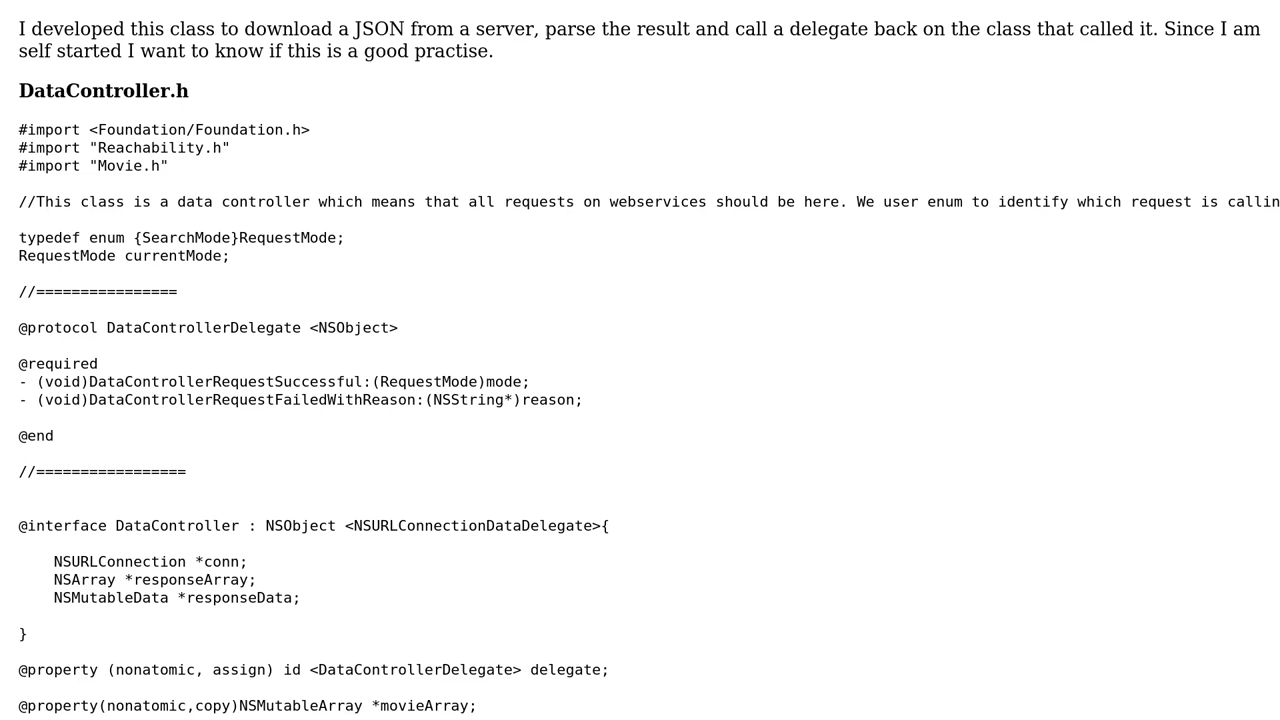 I developed this class to download a JSON from a server, parse the result and call a delegate back on the class that called it. Since I am
self started I want to know if this is a good practise.
DataController.h
#import <Foundation/Foundation.h>
#import "Reachability.h"
#import "Movie.h"
//This class is a data controller which means that all requests on webservices should be here. We user enum to identify which request is callin
typedef enum {SearchMode}RequestMode;
RequestMode currentMode;
//================
@protocol DataControllerDelegate <NSObject>
@required
- (void)DataControllerRequestSuccessful:(RequestMode)mode;
- (void)DataControllerRequestFailedWithReason:(NSString*)reason;
@end
//=================
@interface DataController : NSObject <NSURLConnectionDataDelegate>{
    NSURLConnection *conn;
    NSArray *responseArray;
    NSMutableData *responseData;
}
@property (nonatomic, assign) id <DataControllerDelegate> delegate;
@property(nonatomic,copy)NSMutableArray *movieArray;